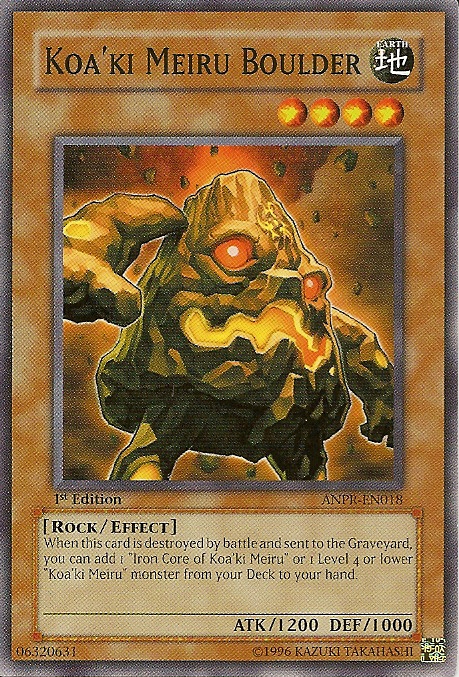 Koa'ki Meiru Boulder
EARTH
地
1st Edition
ANPR-EN018
[Rock/Effect]
When this card is destroyed by battle and sent to the Graveyard,
you can add 1 "Iron Core of Koa'ki Meiru" or 1 Level 4 or lower
"Koa'ki Meiru" monster from your Deck to your hand.
ATK/1200 DEF/1000
06320631
©1996 KAZUKI TAKAHASHI